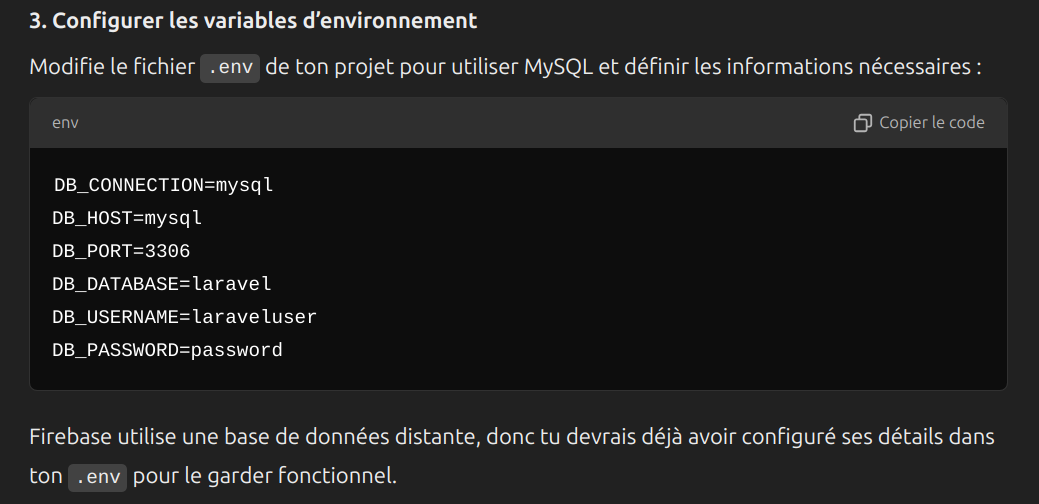 3. Configurer les variables d’environnement
Modifie le fichier .env de ton projet pour utiliser MySQL et définir les informations nécessaires :
env
Copier le code
DB_CONNECTION=mysql
DB_HOST=mysql
DB_PORT=3306
DB_DATABASE=laravel
DB_USERNAME=laraveluser
DB_PASSWORD=password
Firebase utilise une base de données distante, donc tu devrais déjà avoir configuré ses détails dans
ton .env pour le garder fonctionnel.